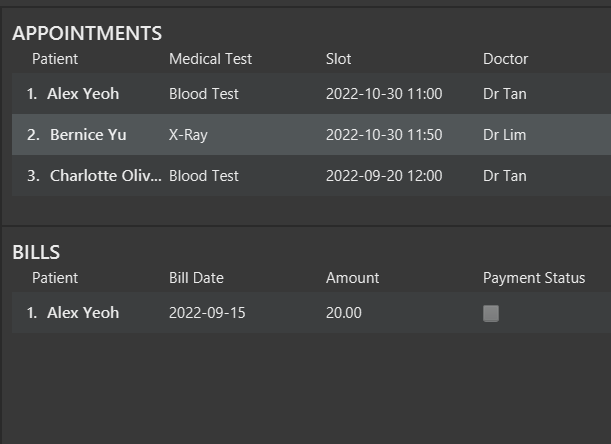 APPOINTMENTS
Patient Medical Test Slot Doctor
1. Alex Yeoh Blood Test 2022-10-30 11:00 Dr Tan
2. Bernice Yu X-Ray 2022-10-30 11:50 Dr Lim
3. Charlotte Oliv... Blood Test 2022-09-20 12:00 Dr Tan
BILLS
Patient Bill Date Amount Payment Status
1. Alex Yeoh 2022-09-15 20.00